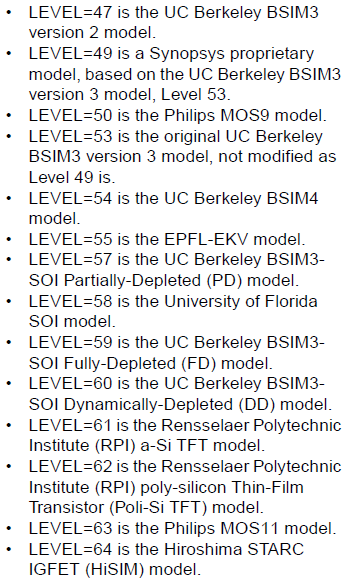 • LEVEL=47 is the UC Berkeley BSIM3
version 2 model.
• LEVEL=49 is a Synopsys proprietary
model, based on the UC Berkeley BSIM3
version 3 model, Level 53.
• LEVEL=50 is the Philips MOS9 model.
• LEVEL=53 is the original UC Berkeley
BSIM3 version 3 model, not modified as
Level 49 is.
• LEVEL=54 is the UC Berkeley BSIM4
model.
• LEVEL=55 is the EPFL-EKV model.
• LEVEL=57 is the UC Berkeley BSIM3-
SOI Partially-Depleted (PD) model.
• LEVEL=58 is the University of Florida
SOI model.
• LEVEL=59 is the UC Berkeley BSIM3-
SOI Fully-Depleted (FD) model.
• LEVEL=60 is the UC Berkeley BSIM3-
SOI Dynamically-Depleted (DD) model.
• LEVEL=61 is the Rensselaer Polytechnic
Institute (RPI) a-Si TFT model.
• LEVEL=62 is the Rensselaer Polytechnic
Institute (RPI) poly-silicon Thin-Film
Transistor (Poli-Si TFT) model.
• LEVEL=63 is the Philips MOS11 model.
• LEVEL=64 is the Hiroshima STARC
IGFET (HiSIM) model.